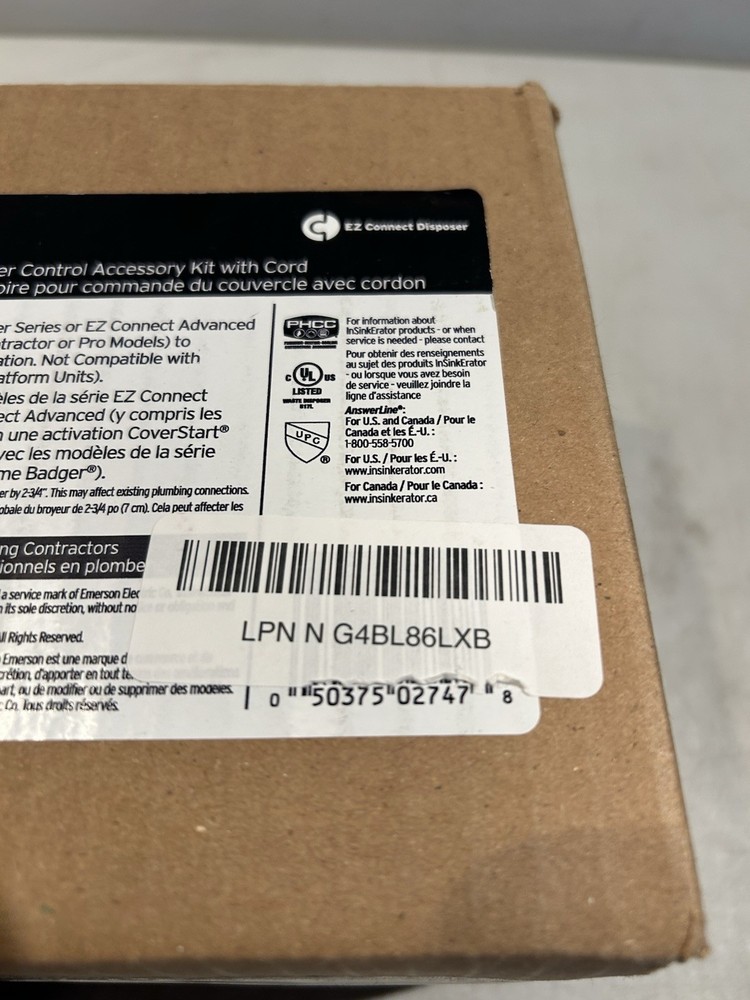 EZ Connect Disposer
er Control Accessory Kit with Cord
oire pour commande du couvercle avec cordon
er Series or EZ Connect Advanced
tractor or Pro Models) to
ation. Not Compatible with
atform Units).
èles de la série EZ Connect
ect Advanced (y compris les
n une activation CoverStart®
vec les modèles de la série
me Badger®).
er by 2-3/4". This may affect existing plumbing connections.
obale du broyeur de 2-3/4 po (7 cm). Cela peut affecter les
PHCC
C UL US
LISTED
WASTE DISPOSER
UPC ®
For information about
InSinkErator products - or when
service is needed - please contact
Pour obtenir des renseignements
au sujet des produits InSinkErator
- ou lorsque vous avez besoin
de service - veuillez joindre la
ligne d'assistance
AnswerLine®:
For U.S. and Canada / Pour le
Canada et les É.-U. :
1-800-558-5700
For U.S. / Pour les É.-U. :
www.insinkerator.com
For Canada / Pour le Canada :
www.insinkerator.ca
ng Contractors
ionnels en plombe
a service mark of Emerson Elec
n its sole discretion, without no
All Rights Reserved.
Emerson est une marque d
crétion, d'apporter en tout te
art, ou de modifier ou de supprimer des modèles.
Co. Tous droits réservés.
LPN N G4BL86LXB
0 50375 02747 8